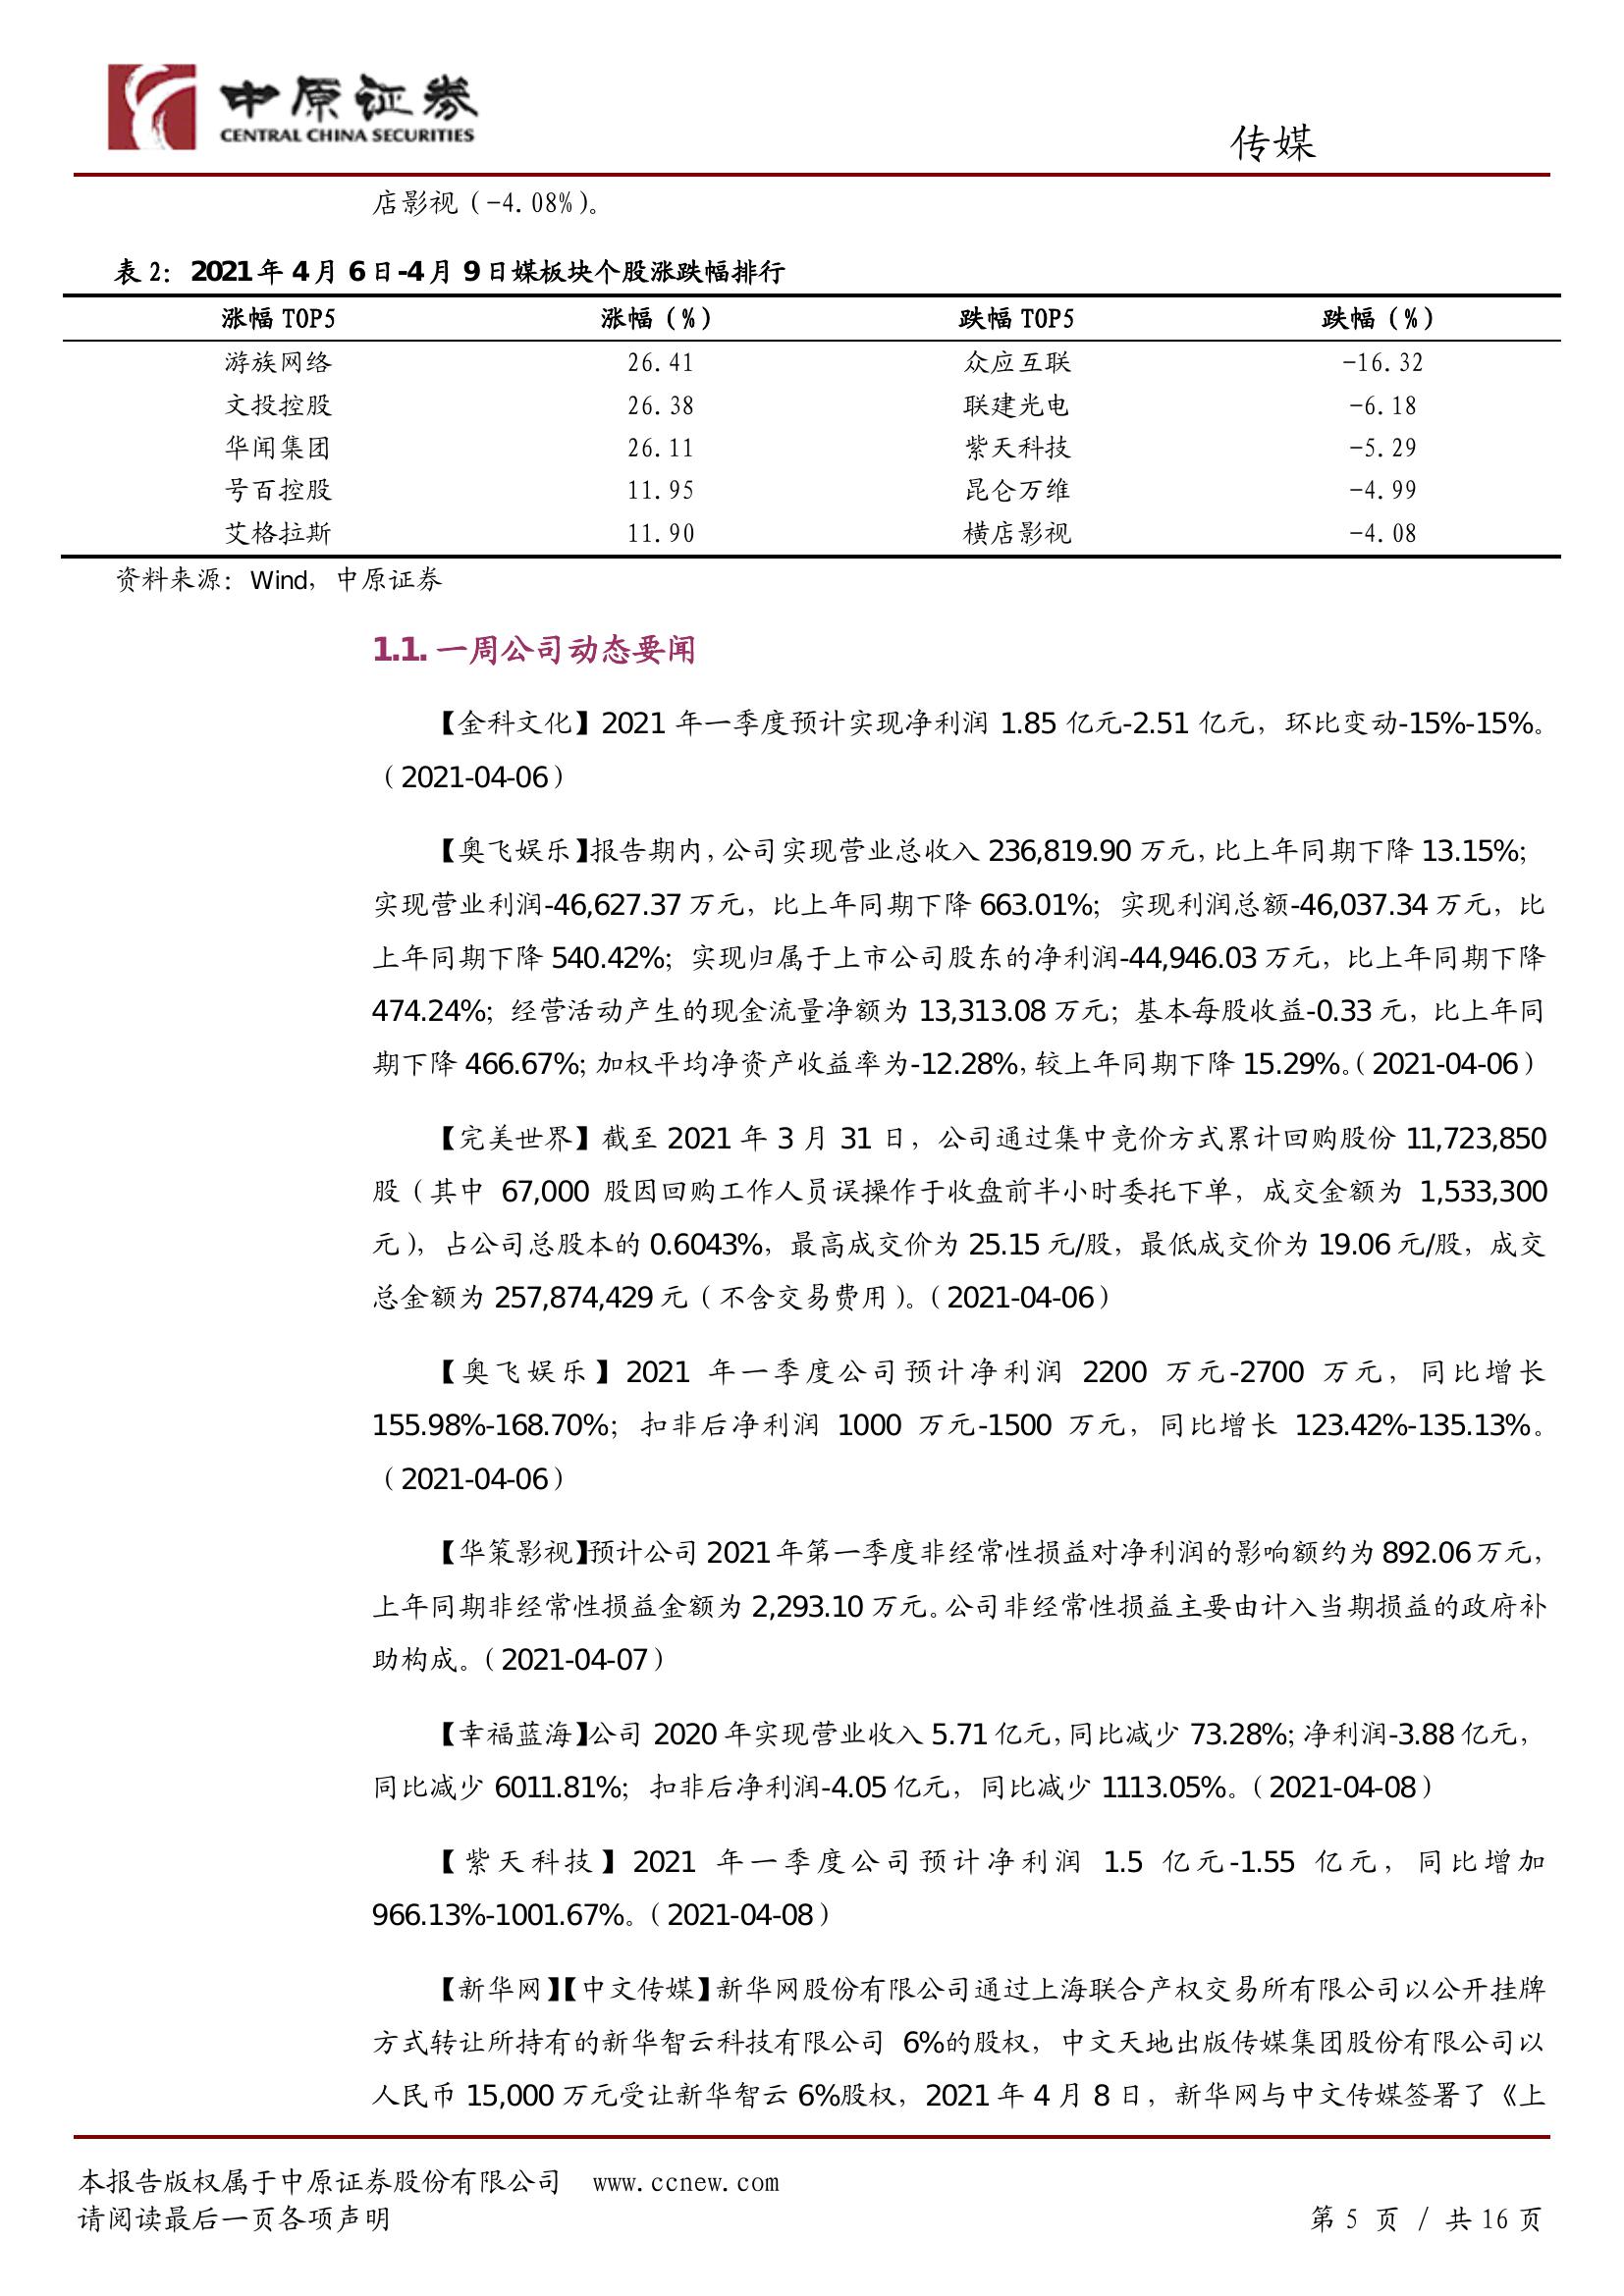 中原证券
CENTRAL CHINA SECURITIES
传媒
店影视（-4.08%）。
表 2：2021 年 4 月 6 日-4 月 9 日媒板块个股涨跌幅排行
涨幅 TOP5 涨幅（%） 跌幅 TOP5 跌幅（%）
游族网络 26.41 众应互联 -16.32
文投控股 26.38 联建光电 -6.18
华闻集团 26.11 紫天科技 -5.29
号百控股 11.95 昆仑万维 -4.99
艾格拉斯 11.90 横店影视 -4.08
资料来源：Wind，中原证券
1.1. 一周公司动态要闻
【金科文化】2021 年一季度预计实现净利润 1.85 亿元-2.51 亿元，环比变动-15%-15%。
（2021-04-06）
【奥飞娱乐】报告期内，公司实现营业总收入 236,819.90 万元，比上年同期下降 13.15%；
实现营业利润-46,627.37 万元，比上年同期下降 663.01%；实现利润总额-46,037.34 万元，比
上年同期下降 540.42%；实现归属于上市公司股东的净利润-44,946.03 万元，比上年同期下降
474.24%；经营活动产生的现金流量净额为 13,313.08 万元；基本每股收益-0.33 元，比上年同
期下降 466.67%；加权平均净资产收益率为-12.28%，较上年同期下降 15.29%。（2021-04-06）
【完美世界】截至 2021 年 3 月 31 日，公司通过集中竞价方式累计回购股份 11,723,850
股（其中 67,000 股因回购工作人员误操作于收盘前半小时委托下单，成交金额为 1,533,300
元），占公司总股本的 0.6043%，最高成交价为 25.15 元/股，最低成交价为 19.06 元/股，成交
总金额为 257,874,429 元（不含交易费用）。（2021-04-06）
【奥飞娱乐】2021 年一季度公司预计净利润 2200 万元-2700 万元，同比增长
155.98%-168.70%；扣非后净利润 1000 万元-1500 万元，同比增长 123.42%-135.13%。
（2021-04-06）
【华策影视】预计公司 2021 年第一季度非经常性损益对净利润的影响额约为 892.06 万元，
上年同期非经常性损益金额为 2,293.10 万元。公司非经常性损益主要由计入当期损益的政府补
助构成。（2021-04-07）
【幸福蓝海】公司 2020 年实现营业收入 5.71 亿元，同比减少 73.28%；净利润-3.88 亿元，
同比减少 6011.81%；扣非后净利润-4.05 亿元，同比减少 1113.05%。（2021-04-08）
【紫天科技】2021 年一季度公司预计净利润 1.5 亿元-1.55 亿元，同比增加
966.13%-1001.67%。（2021-04-08）
【新华网】【中文传媒】新华网股份有限公司通过上海联合产权交易所有限公司以公开挂牌
方式转让所持有的新华智云科技有限公司 6%的股权，中文天地出版传媒集团股份有限公司以
人民币 15,000 万元受让新华智云 6%股权，2021 年 4 月 8 日，新华网与中文传媒签署了《上
本报告版权属于中原证券股份有限公司 www.ccnew.com
请阅读最后一页各项声明 第 5 页 / 共 16 页